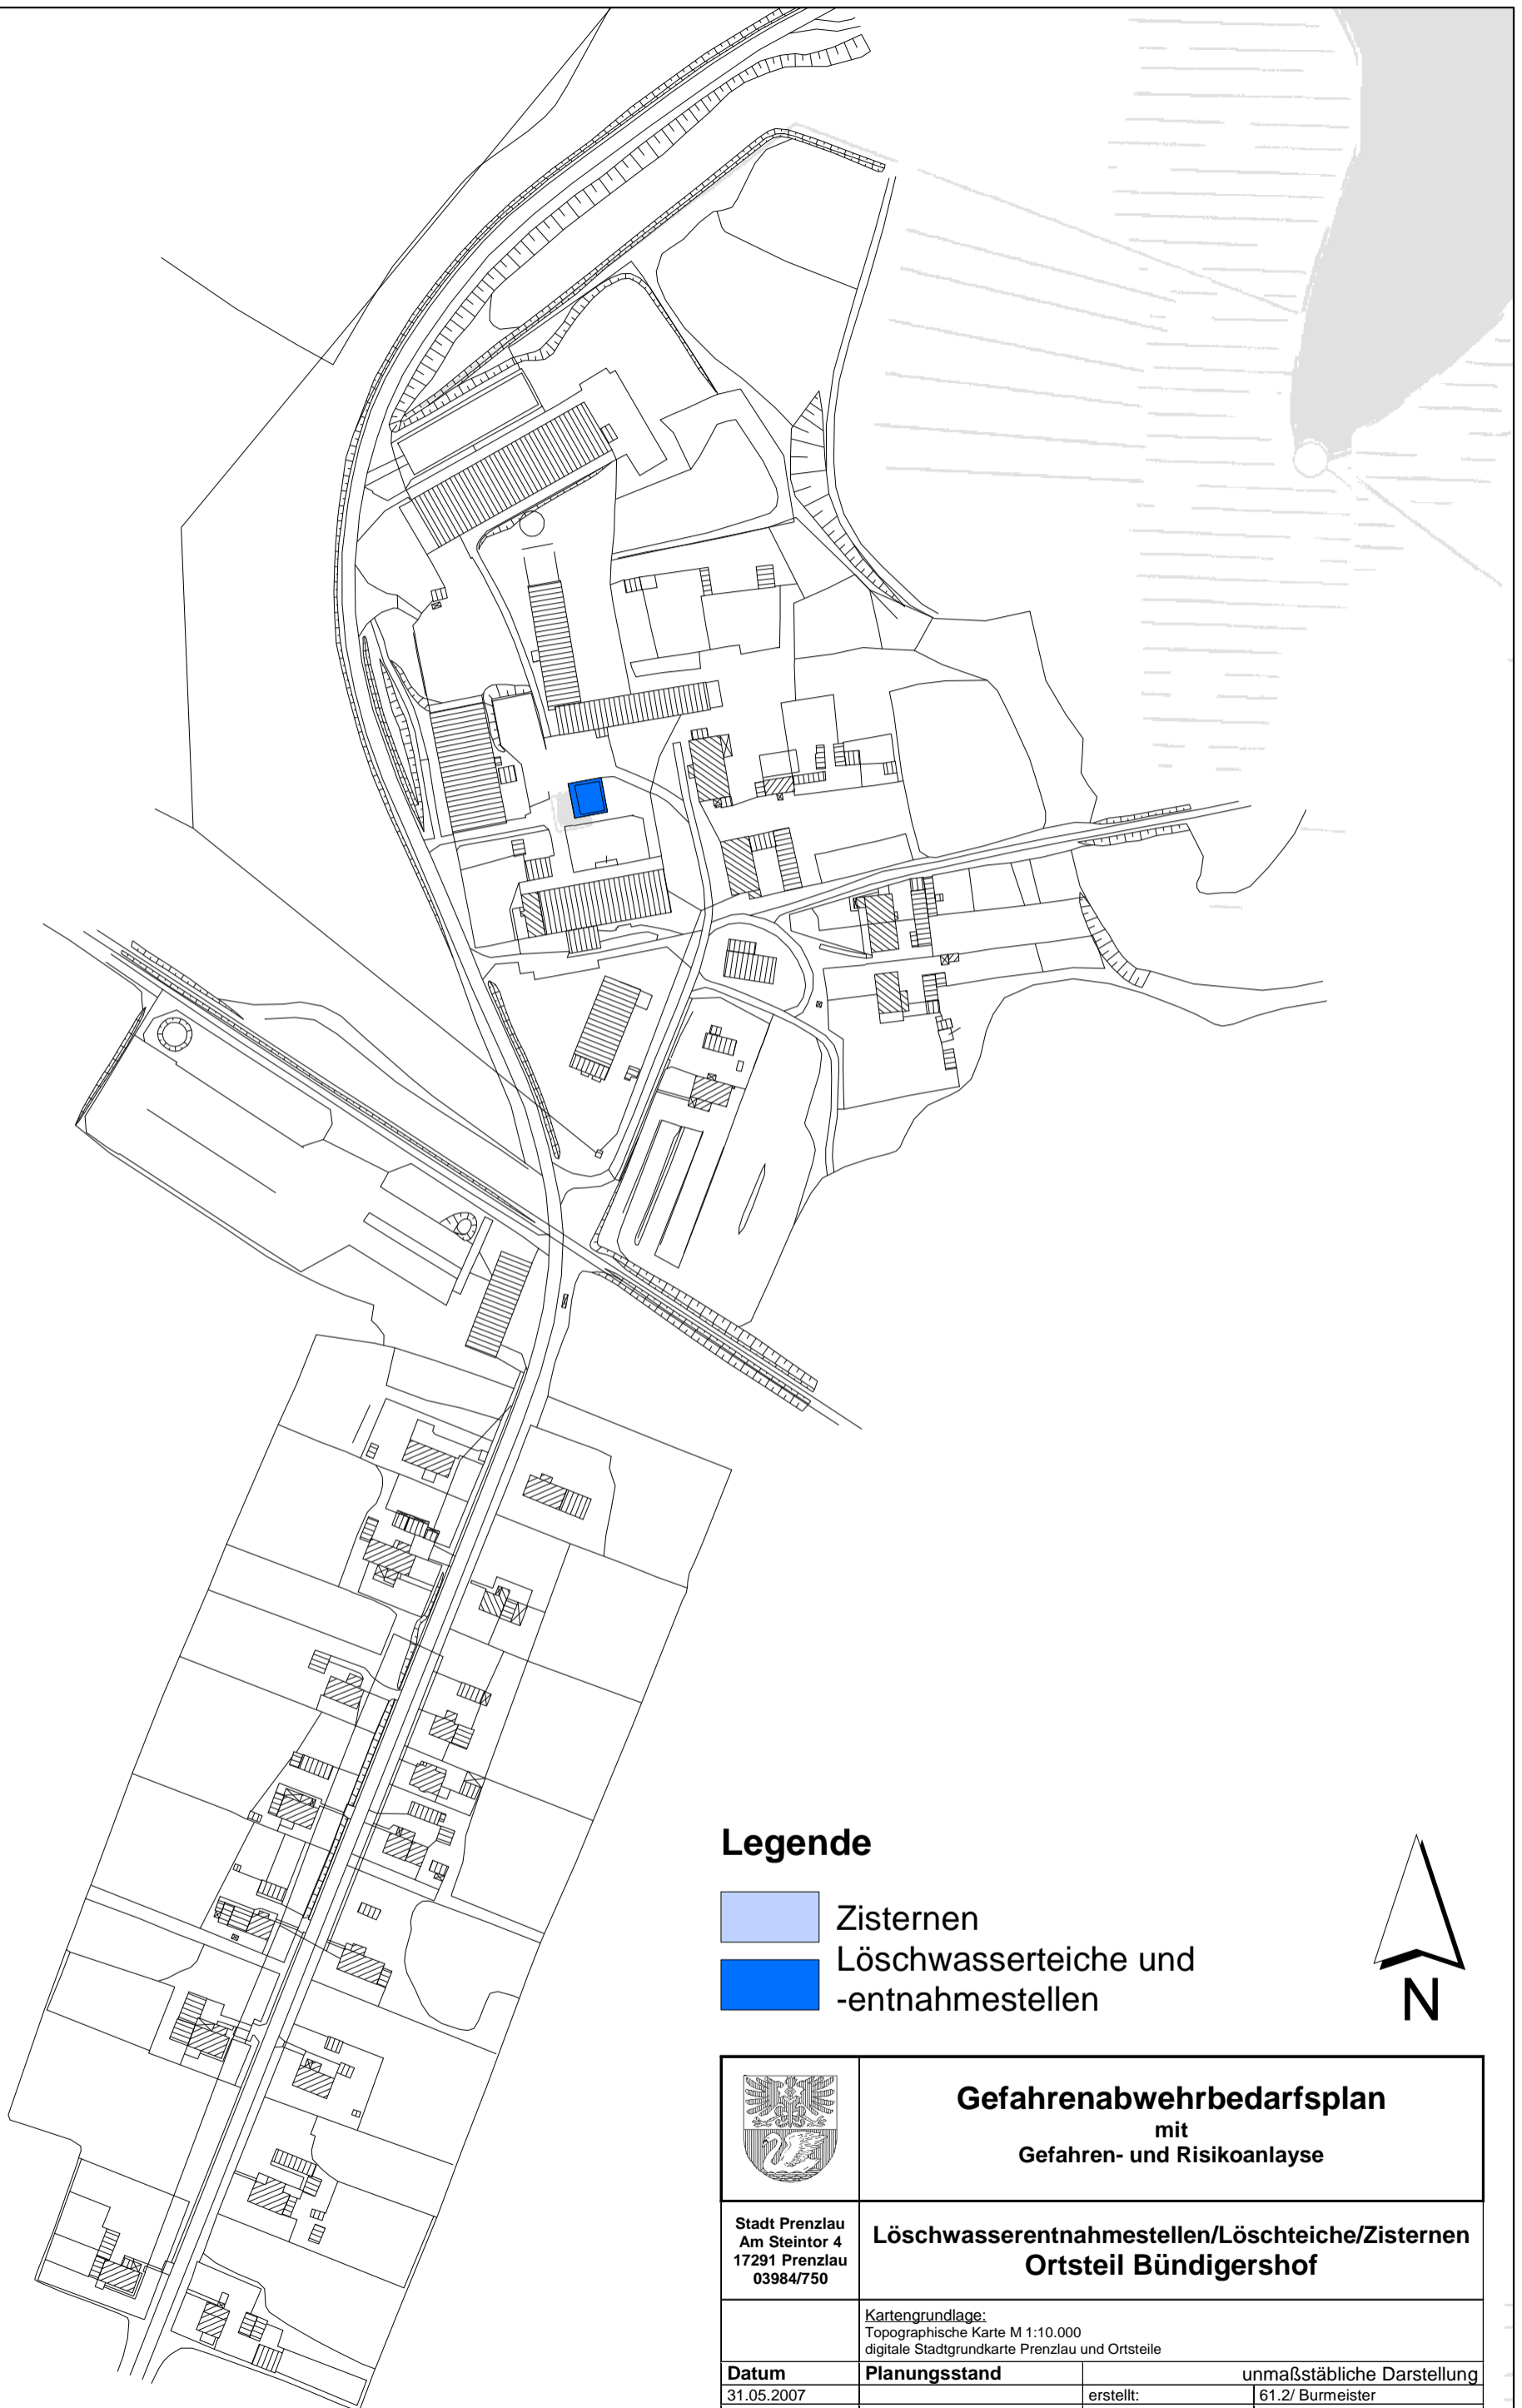 Legende
Zisternen
Löschwasserteiche und
-entnahmestellen
N
Gefahrenabwehrbedarfsplan
mit
Gefahren- und Risikoanlayse
Stadt Prenzlau
Am Steintor 4
17291 Prenzlau
03984/750
Löschwasserentnahmestellen/Löschteiche/Zisternen
Ortsteil Bündigershof
Kartengrundlage:
Topographische Karte M 1:10.000
digitale Stadtgrundkarte Prenzlau und Ortsteile
Datum Planungsstand unmaßstäbliche Darstellung
31.05.2007 erstellt: 61.2/ Burmeister